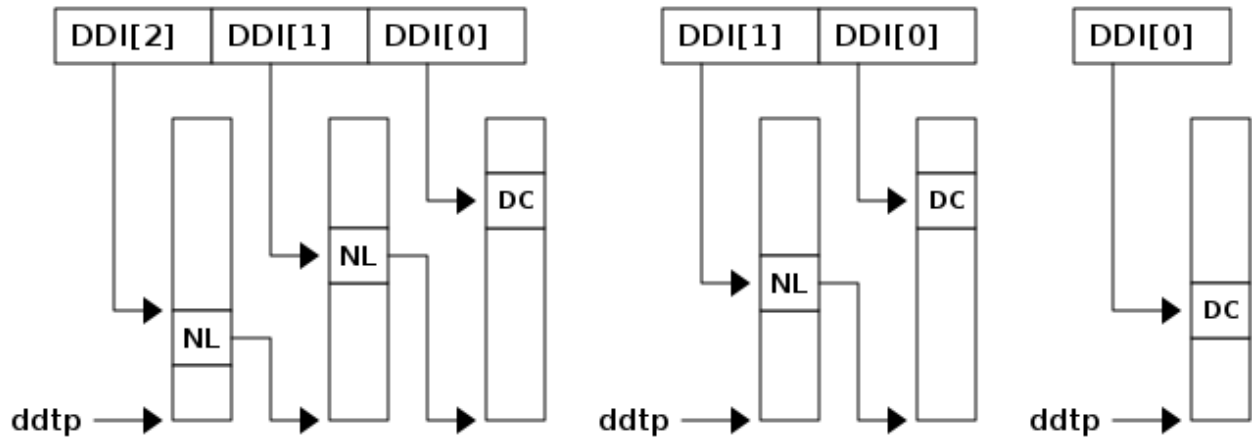 DDI[2] DDI[1] DDI[0] DDI[1] DDI[0] DDI[0]
DC DC
NL
NL
DC
NL
ddtp ddtp ddtp